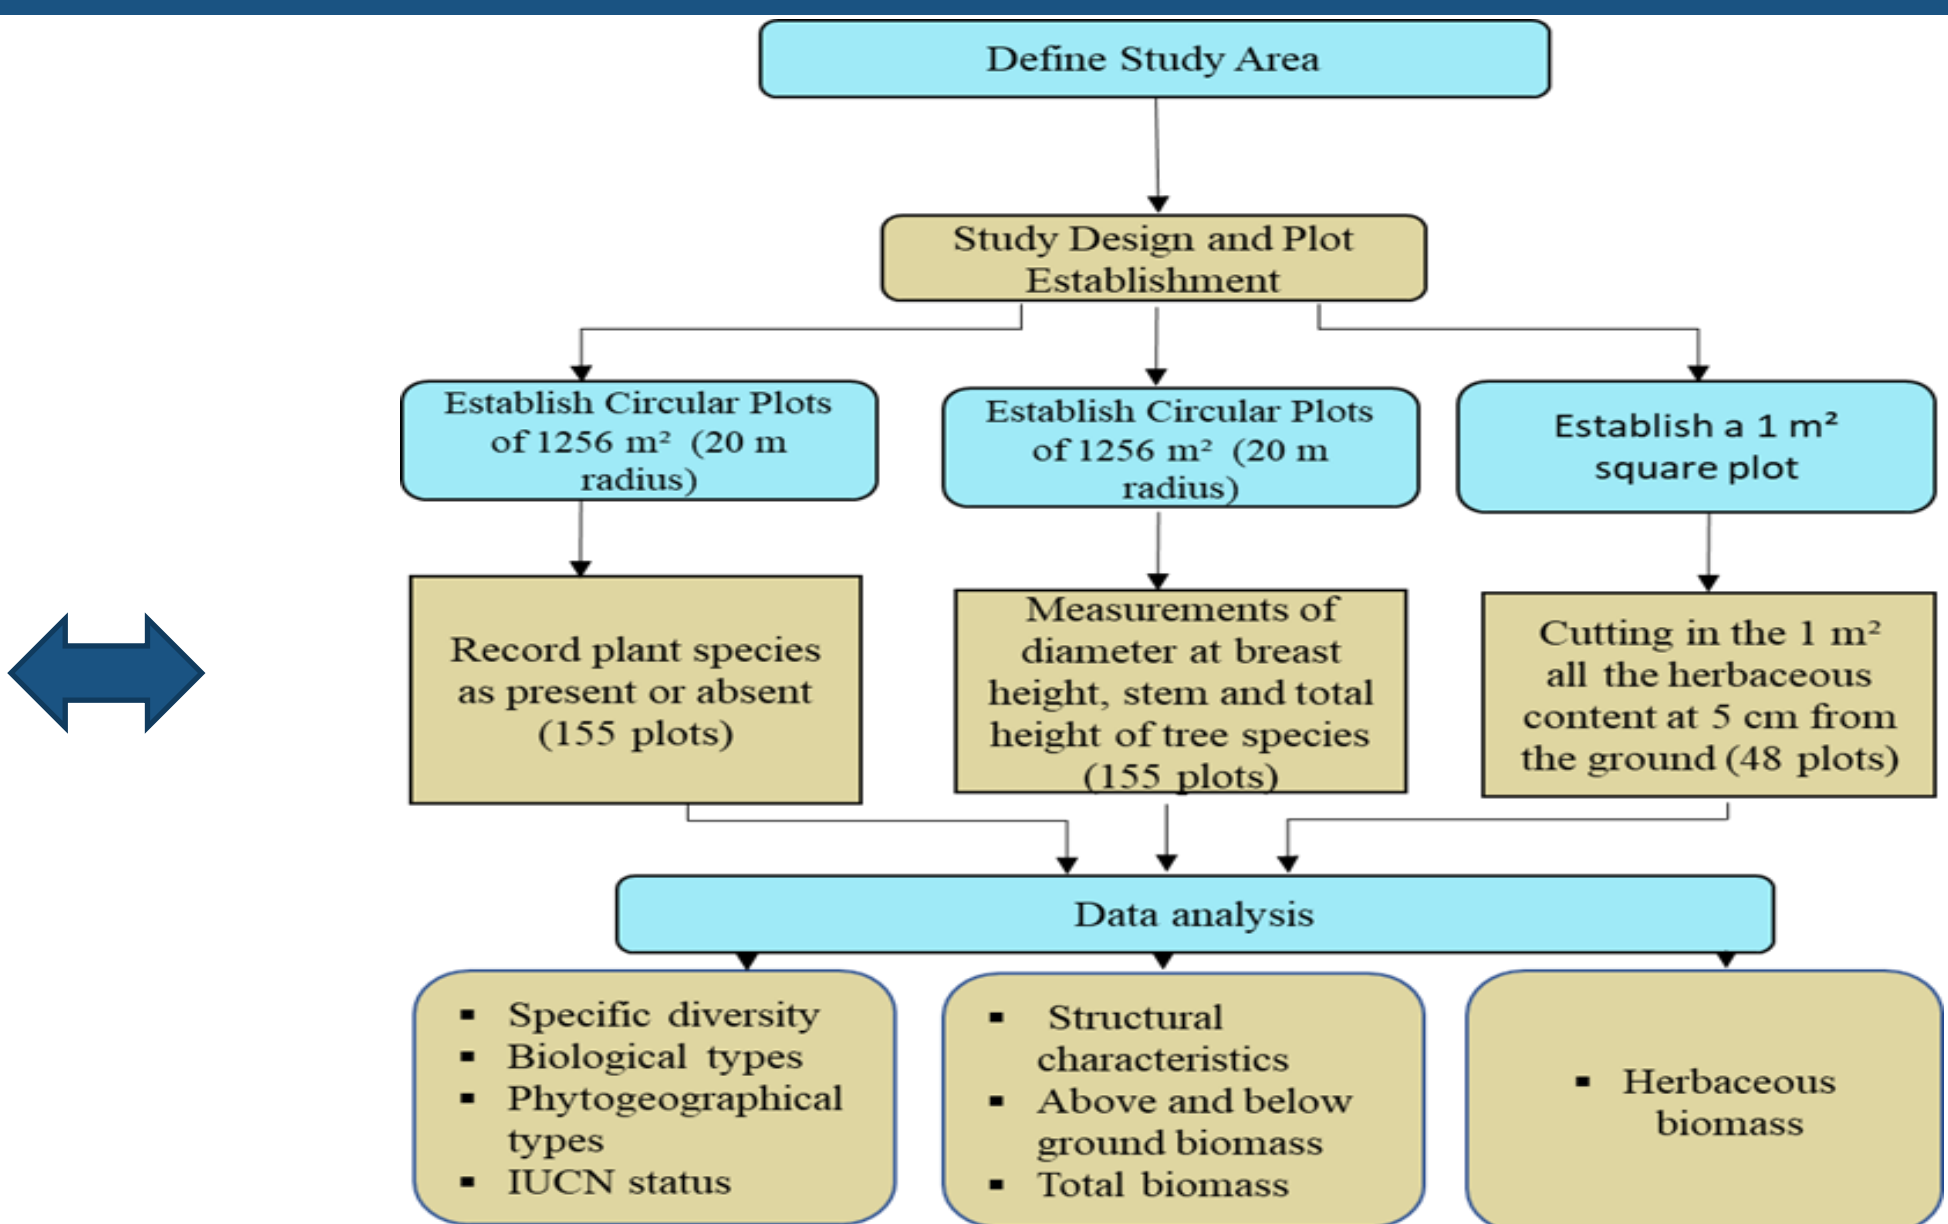 Define Study Area
Study Design and Plot
Establishment
Establish Circular Plots
of 1256 m² (20 m
radius)
Establish Circular Plots
of 1256 m² (20 m
radius)
Establish a 1 m²
square plot
Record plant species
as present or absent
(155 plots)
Measurements of
diameter at breast
height, stem and total
height of tree species
(155 plots)
Cutting in the 1 m²
all the herbaceous
content at 5 cm from
the ground (48 plots)
Data analysis
▪ Specific diversity
▪ Biological types
▪ Phytogeographical
types
▪ IUCN status
▪ Structural
characteristics
▪ Above and below
ground biomass
▪ Total biomass
▪ Herbaceous
biomass